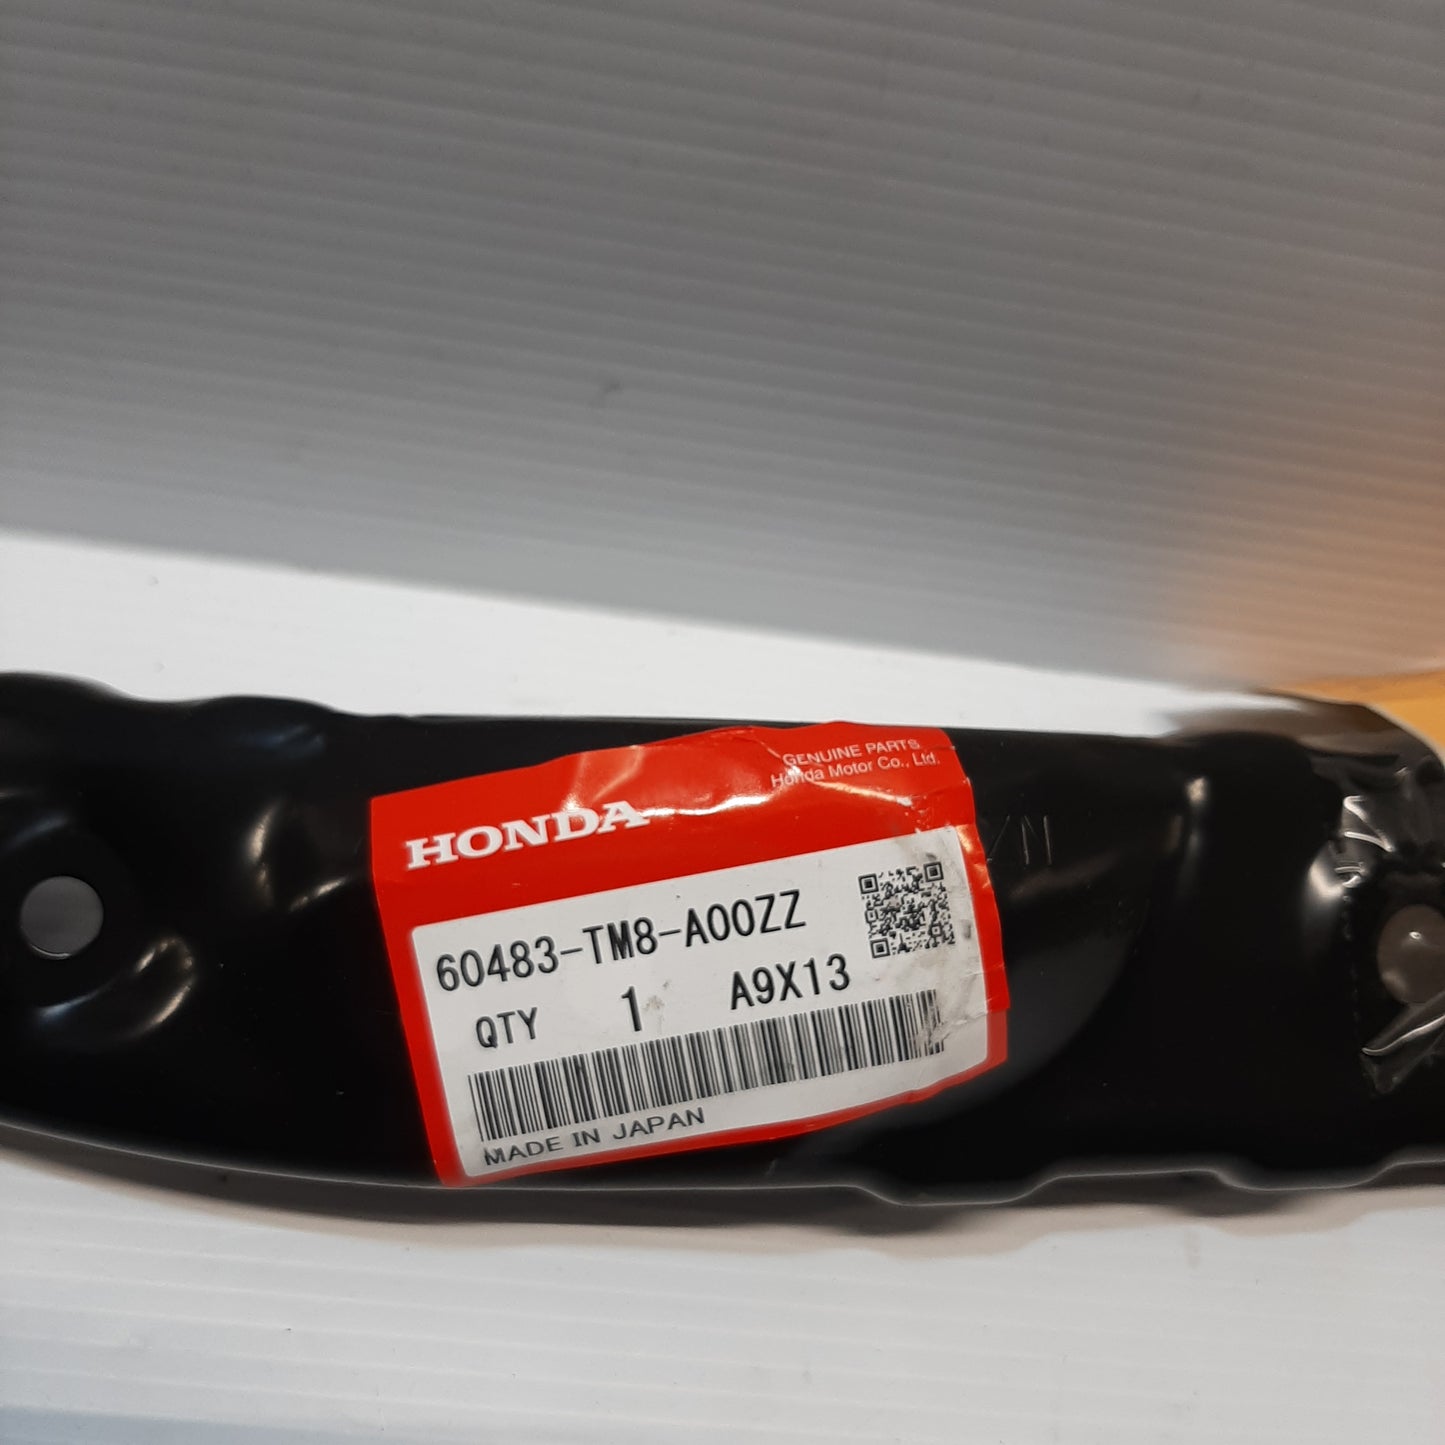 GENUINE PARTS
Honda Motor Co., Ltd.
HONDA
60483-TM8-A00ZZ
QTY 1 A9X13
MADE IN JAPAN